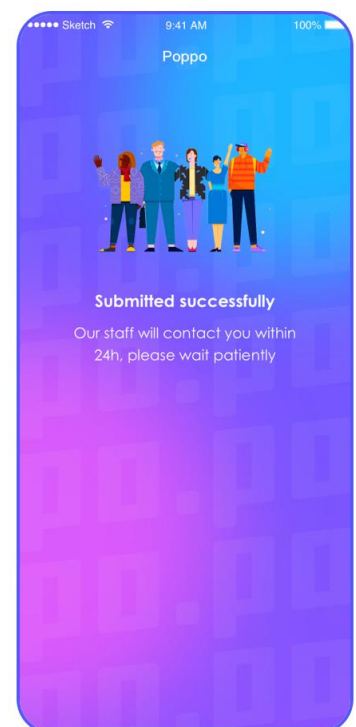 Sketch 9:41 AM 100%
Poppo
Submitted successfully
Our staff will contact you within
24h, please wait patiently